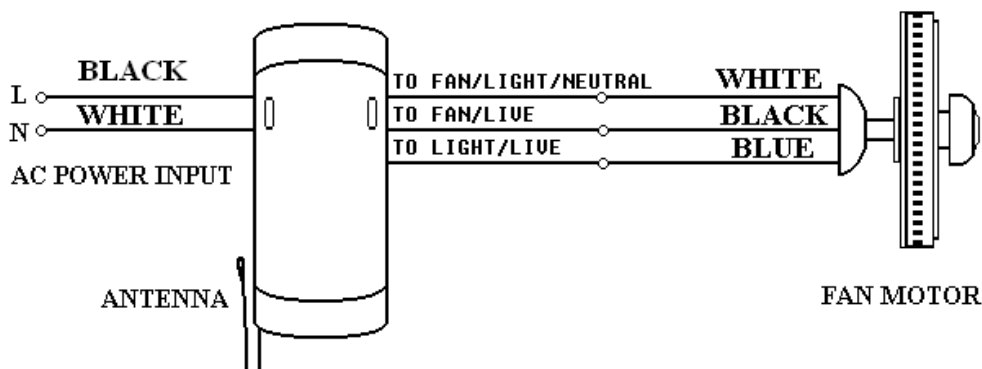 L BLACK
N WHITE
AC POWER INPUT
ANTENNA
TO FAN/LIGHT/NEUTRAL WHITE
TO FAN/LIVE BLACK
TO LIGHT/LIVE BLUE
FAN MOTOR